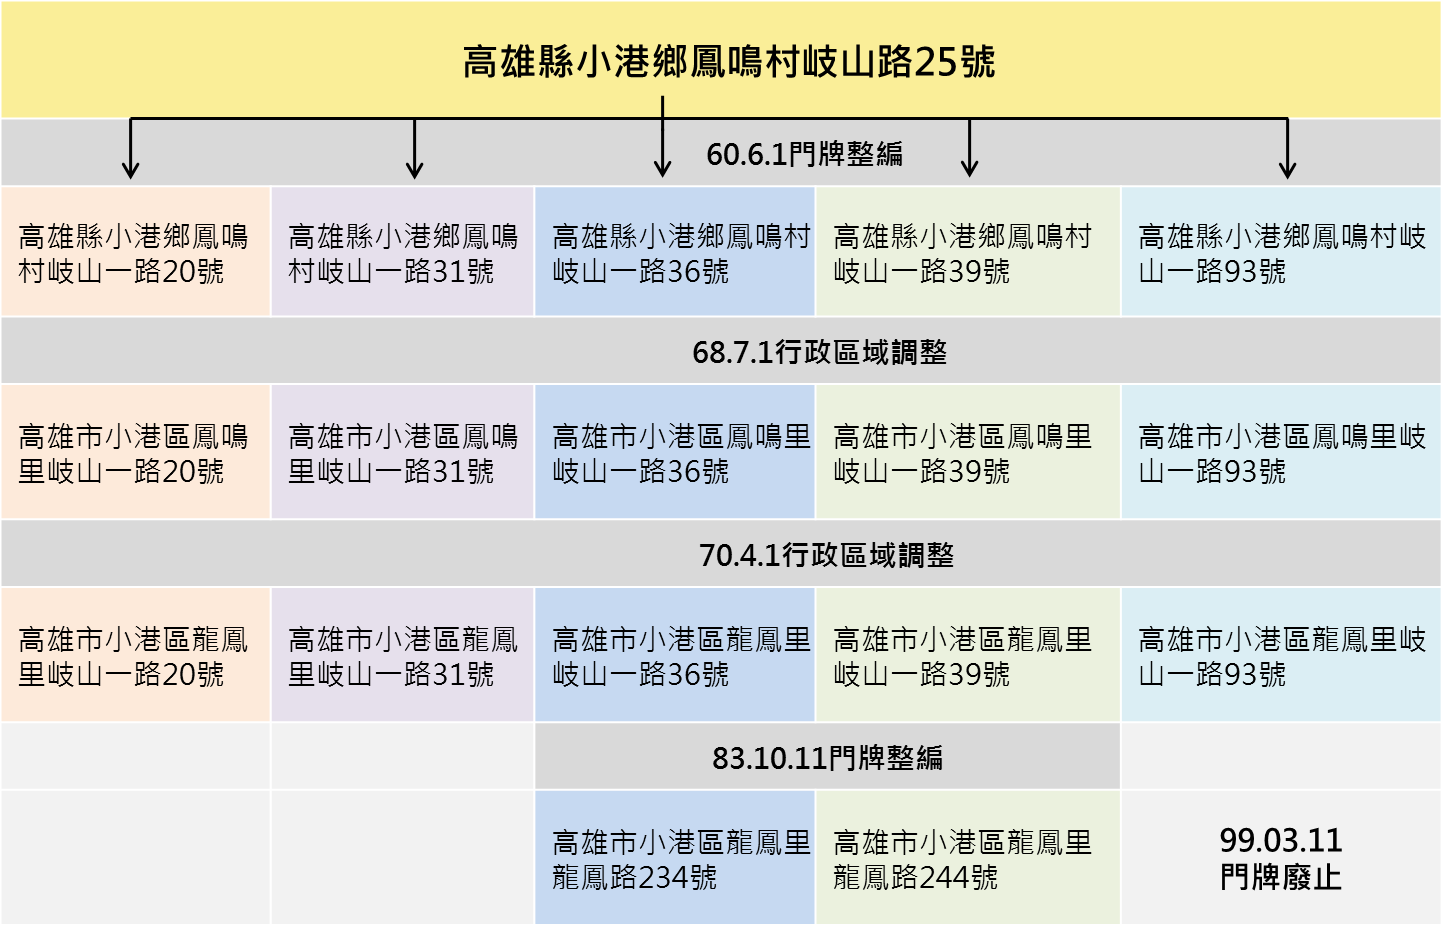 高雄縣小港鄉鳳鳴村岐山路25號
60.6.1門牌整編
高雄縣小港鄉鳳鳴
村岐山一路20號
高雄縣小港鄉鳳鳴
村岐山一路31號
高雄縣小港鄉鳳鳴村
岐山一路36號
高雄縣小港鄉鳳鳴村
岐山一路39號
高雄縣小港鄉鳳鳴村岐
山一路93號
68.7.1行政區域調整
高雄市小港區鳳鳴
里岐山一路20號
高雄市小港區鳳鳴
里岐山一路31號
高雄市小港區鳳鳴里
岐山一路36號
高雄市小港區鳳鳴里
岐山一路39號
高雄市小港區鳳鳴里岐
山一路93號
70.4.1行政區域調整
高雄市小港區龍鳳
里岐山一路20號
高雄市小港區龍鳳
里岐山一路31號
高雄市小港區龍鳳里
岐山一路36號
高雄市小港區龍鳳里
岐山一路39號
高雄市小港區龍鳳里岐
山一路93號
83.10.11門牌整編
高雄市小港區龍鳳里
龍鳳路234號
高雄市小港區龍鳳里
龍鳳路244號
99.03.11
門牌廢止